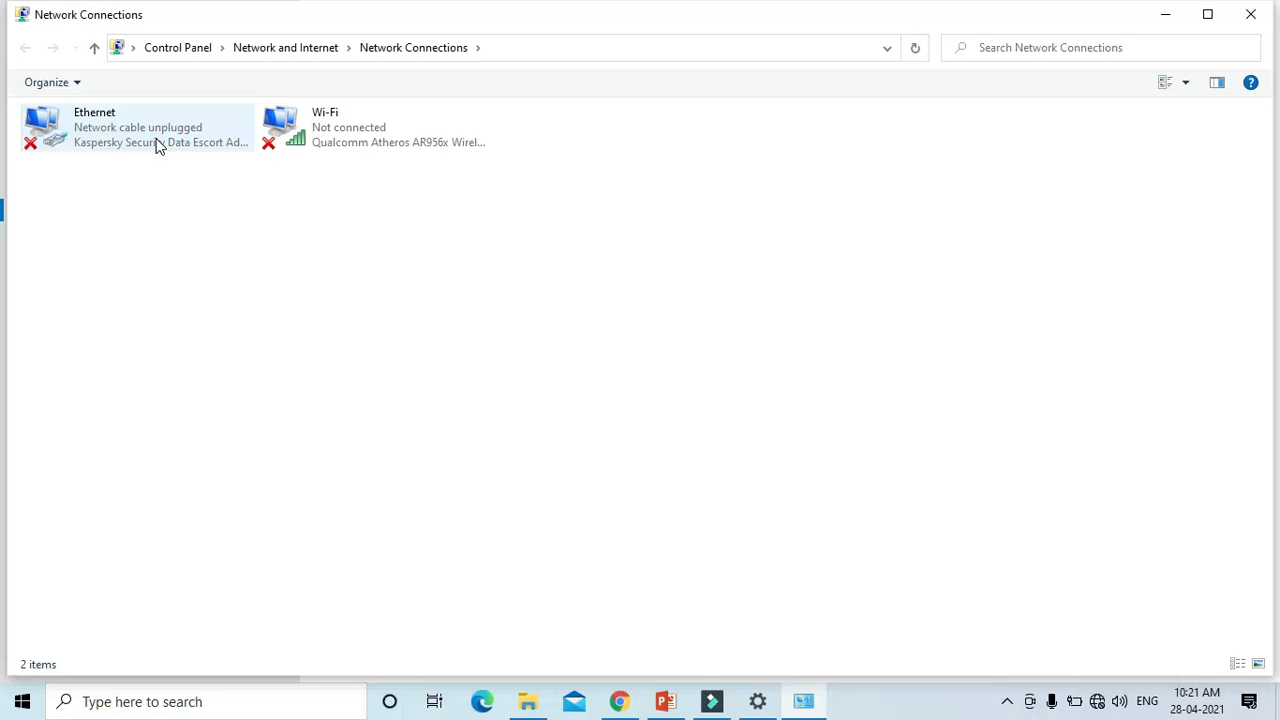 Network Connections
Control Panel > Network and Internet > Network Connections >
Search Network Connections
Organize
Ethernet
Network cable unplugged
Kaspersky Security Data Escort Ad...
Wi-Fi
Not connected
Qualcomm Atheros AR956x Wirel...
2 items
Type here to search
ENG
10:21 AM
28-04-2021